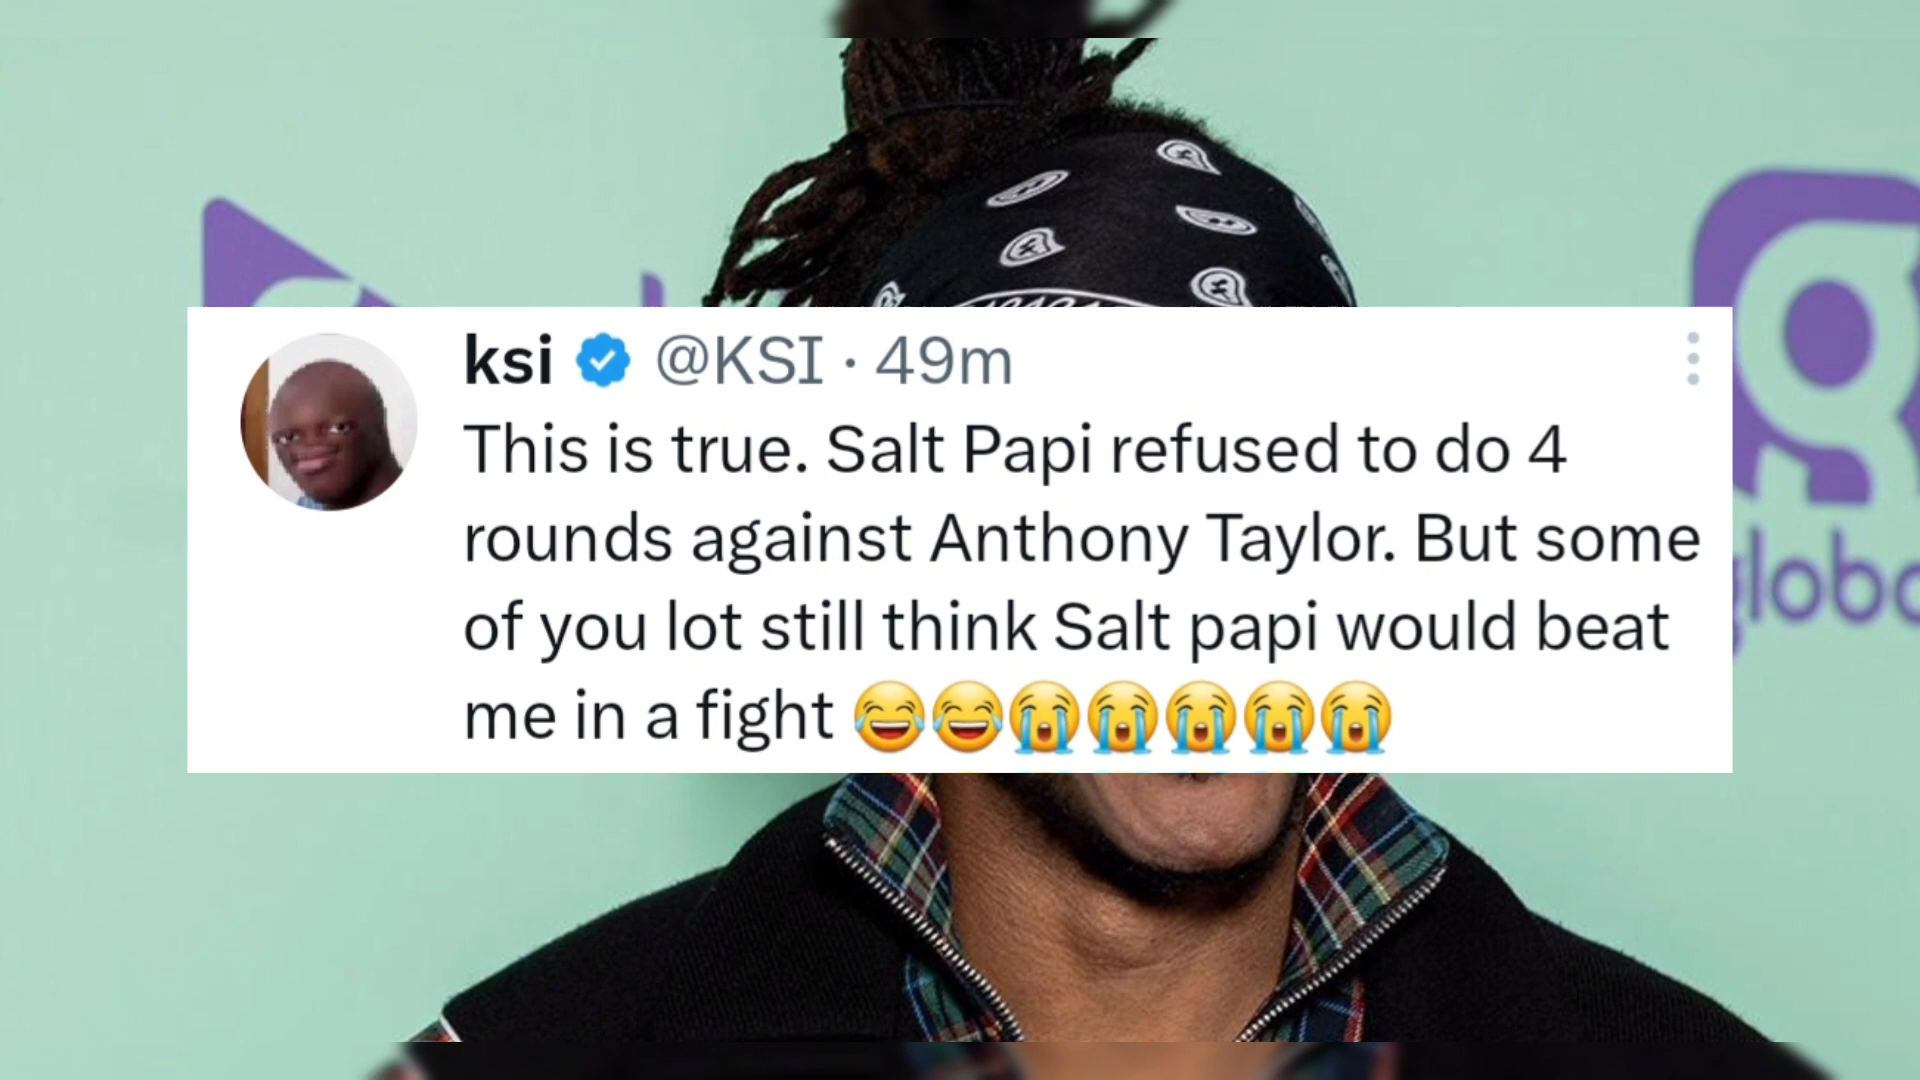 ksi @KSI · 49m
This is true. Salt Papi refused to do 4
rounds against Anthony Taylor. But some
of you lot still think Salt papi would beat
me in a fight 😂😂😭😭😭😭😭
globa